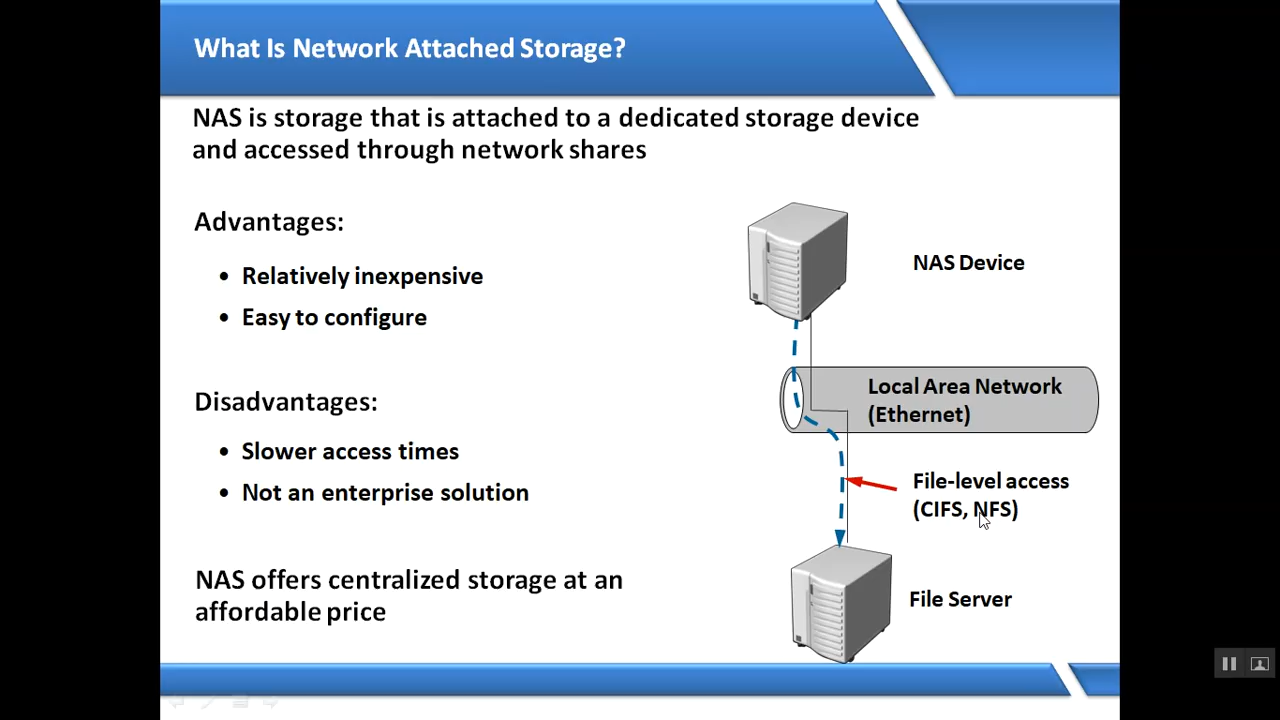 What Is Network Attached Storage?
NAS is storage that is attached to a dedicated storage device
and accessed through network shares
Advantages:
• Relatively inexpensive
• Easy to configure
Disadvantages:
• Slower access times
• Not an enterprise solution
NAS offers centralized storage at an
affordable price
NAS Device
Local Area Network
(Ethernet)
File-level access
(CIFS, NFS)
File Server